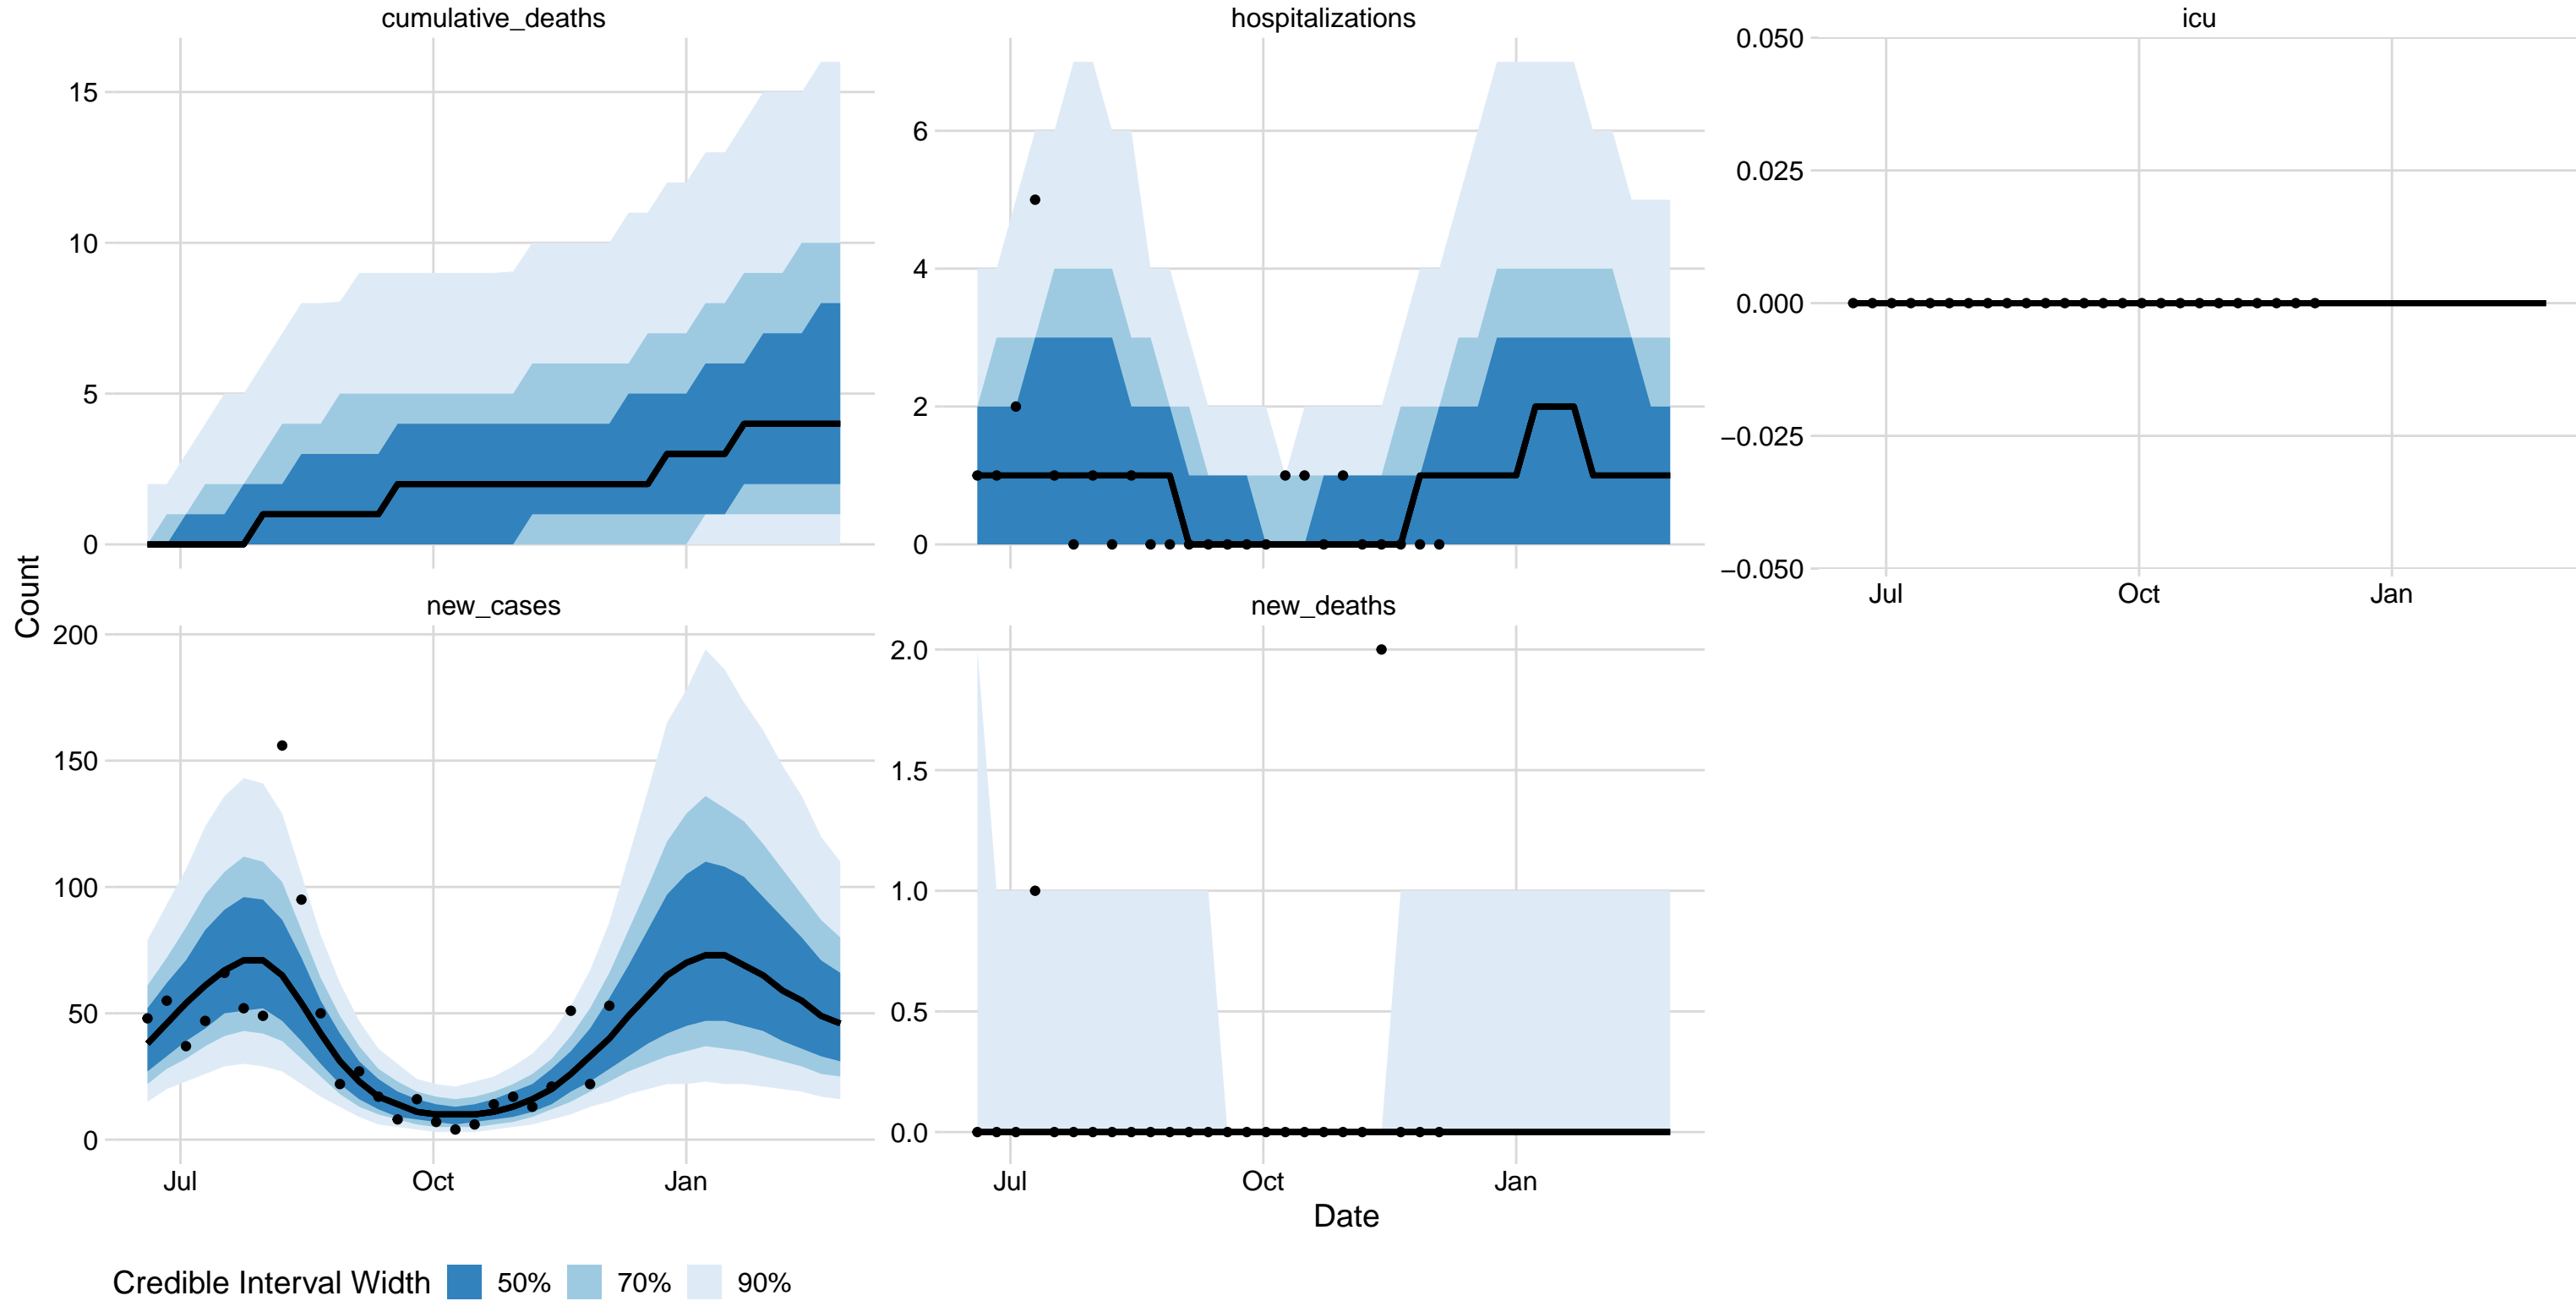 cumulative_deaths
hospitalizations
icu
15
10
5
0
6
4
2
0
0.050
0.025
0.000
−0.025
−0.050
Jul Oct Jan
Count
new_cases
new_deaths
200
150
100
50
0
2.0
1.5
1.0
0.5
0.0
Jul Oct Jan
Jul Oct Jan
Date
Credible Interval Width 50% 70% 90%